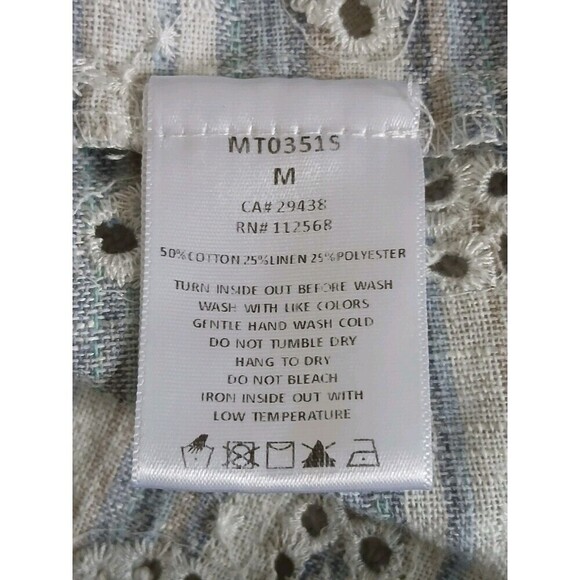 MT0351S
M
CA# 29438
RN# 112568
50%COTTON 25%LINEN 25%POLYESTER
TURN INSIDE OUT BEFORE WASH
WASH WITH LIKE COLORS
GENTLE HAND WASH COLD
DO NOT TUMBLE DRY
HANG TO DRY
DO NOT BLEACH
IRON INSIDE OUT WITH
LOW TEMPERATURE